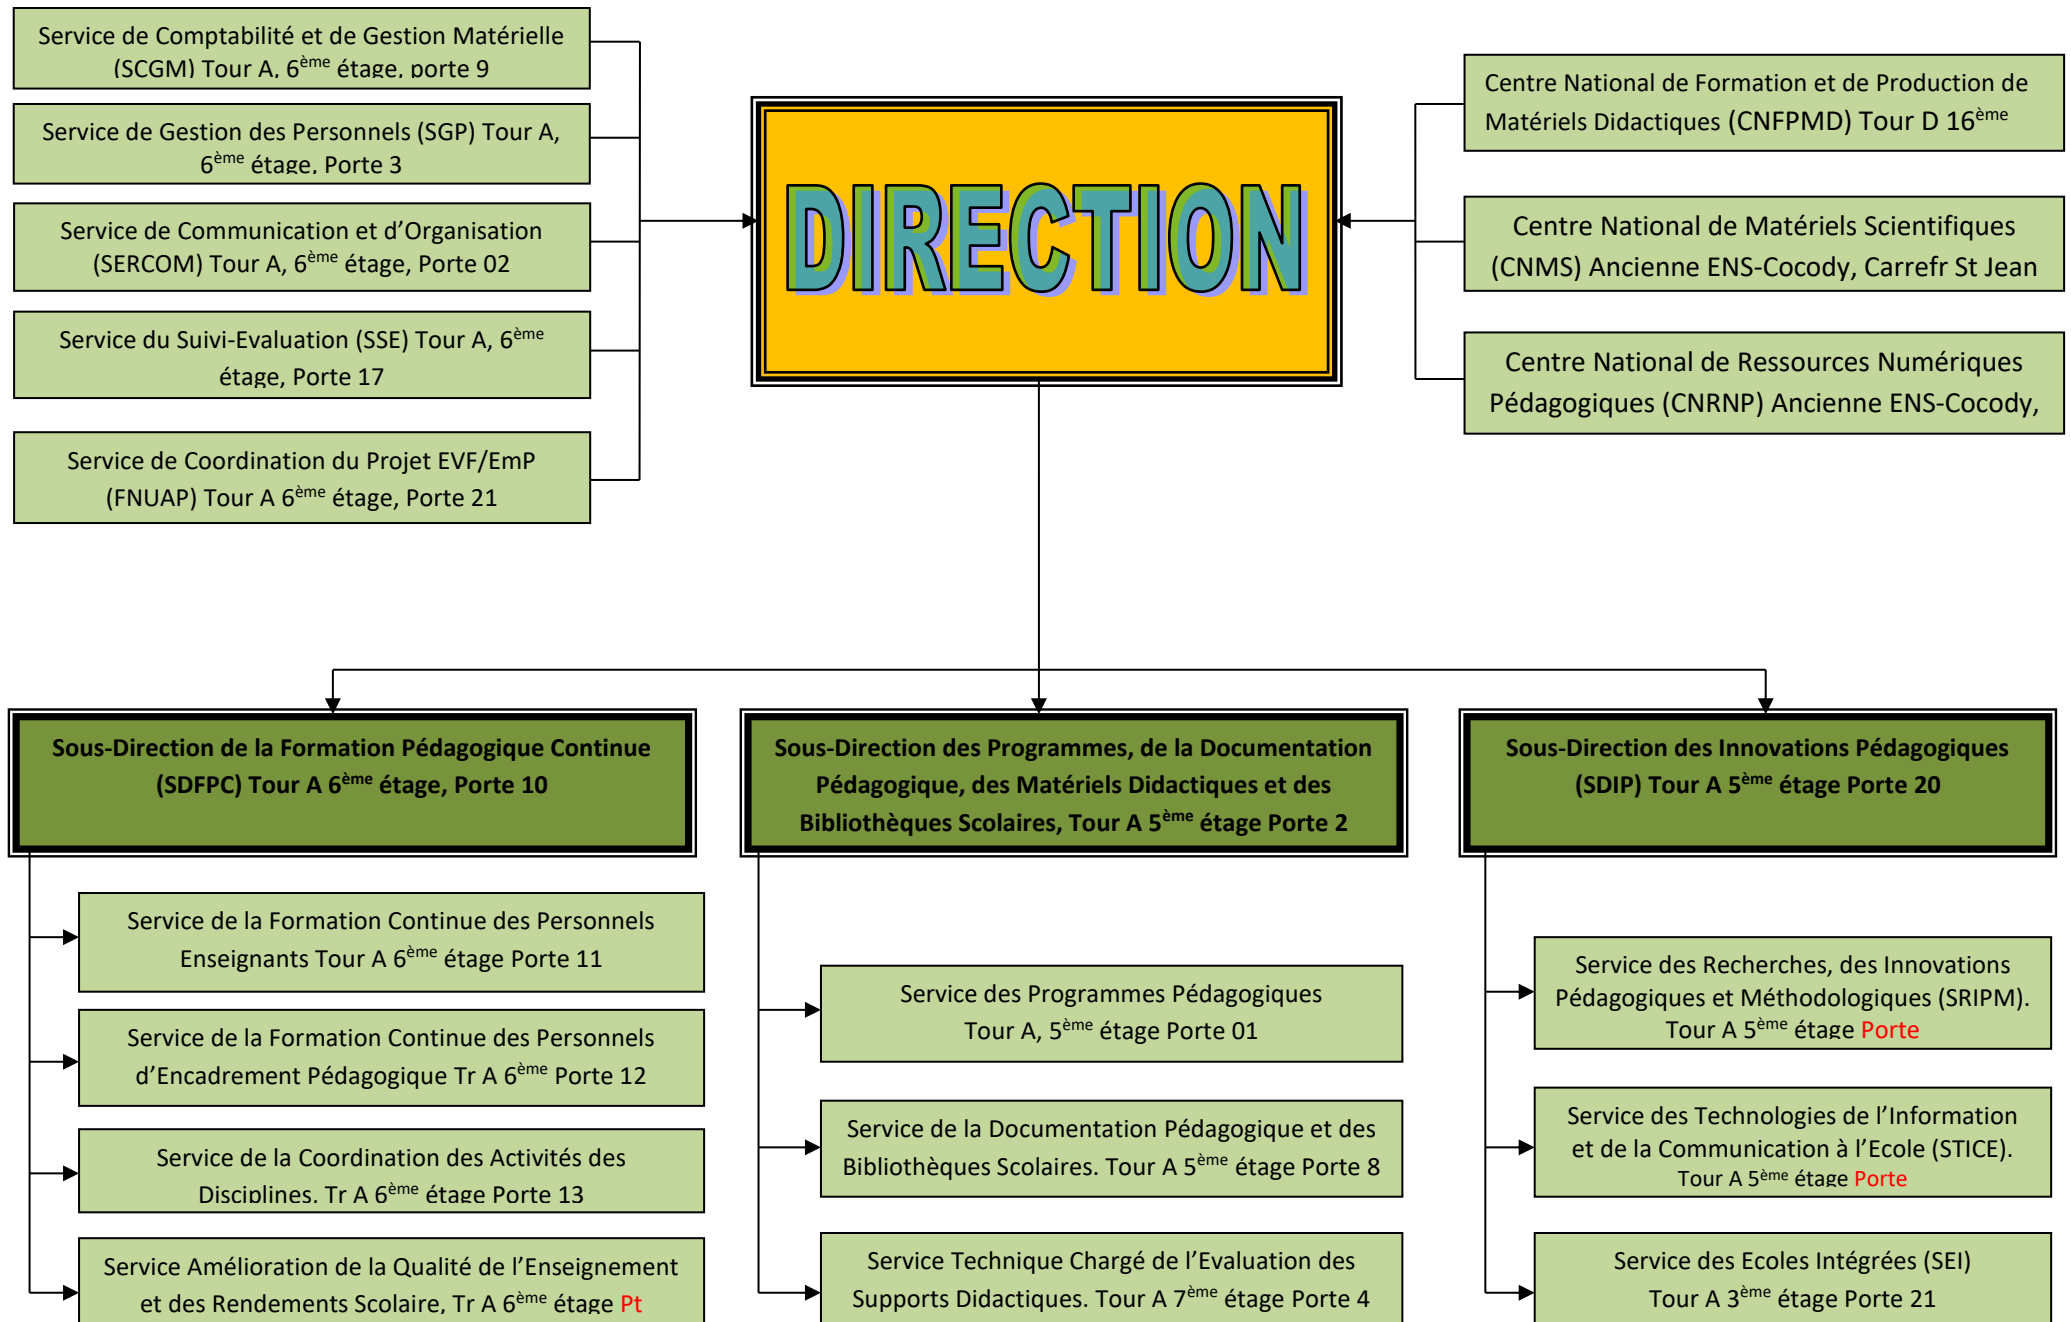 Service de Comptabilité et de Gestion Matérielle
(SCGM) Tour A, 6ème étage, porte 9
Service de Gestion des Personnels (SGP) Tour A,
6ème étage, Porte 3
Service de Communication et d’Organisation
(SERCOM) Tour A, 6ème étage, Porte 02
Service du Suivi-Evaluation (SSE) Tour A, 6ème
étage, Porte 17
Service de Coordination du Projet EVF/EmP
(FNUAP) Tour A 6ème étage, Porte 21
DIRECTION
Centre National de Formation et de Production de
Matériels Didactiques (CNFPMD) Tour D 16ème
Centre National de Matériels Scientifiques
(CNMS) Ancienne ENS-Cocody, Carrefr St Jean
Centre National de Ressources Numériques
Pédagogiques (CNRNP) Ancienne ENS-Cocody,
Sous-Direction de la Formation Pédagogique Continue
(SDFPC) Tour A 6ème étage, Porte 10
Service de la Formation Continue des Personnels
Enseignants Tour A 6ème étage Porte 11
Service de la Formation Continue des Personnels
d’Encadrement Pédagogique Tr A 6ème Porte 12
Service de la Coordination des Activités des
Disciplines. Tr A 6ème étage Porte 13
Service Amélioration de la Qualité de l’Enseignement
et des Rendements Scolaire, Tr A 6ème étage Pt
Sous-Direction des Programmes, de la Documentation
Pédagogique, des Matériels Didactiques et des
Bibliothèques Scolaires, Tour A 5ème étage Porte 2
Service des Programmes Pédagogiques
Tour A, 5ème étage Porte 01
Service de la Documentation Pédagogique et des
Bibliothèques Scolaires. Tour A 5ème étage Porte 8
Service Technique Chargé de l’Evaluation des
Supports Didactiques. Tour A 7ème étage Porte 4
Sous-Direction des Innovations Pédagogiques
(SDIP) Tour A 5ème étage Porte 20
Service des Recherches, des Innovations
Pédagogiques et Méthodologiques (SRIPM).
Tour A 5ème étage Porte
Service des Technologies de l’Information
et de la Communication à l’Ecole (STICE).
Tour A 5ème étage Porte
Service des Ecoles Intégrées (SEI)
Tour A 3ème étage Porte 21